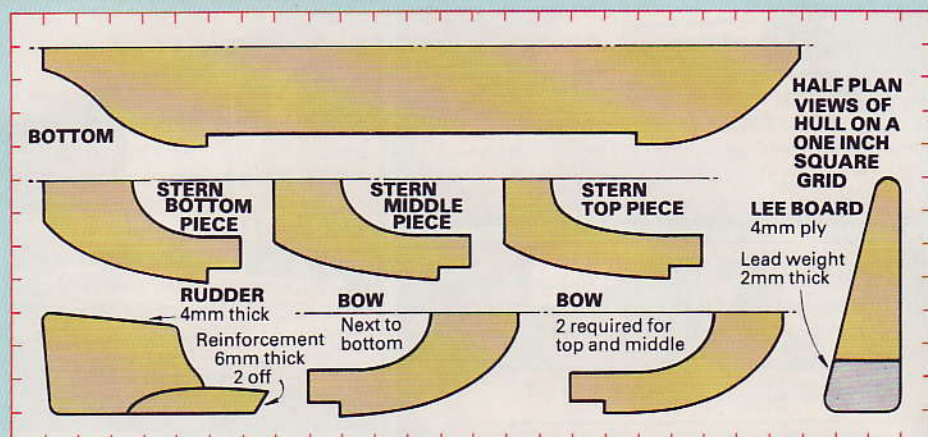 BOTTOM
HALF PLAN
VIEWS OF
HULL ON A
ONE INCH
SQUARE
GRID
STERN
BOTTOM
PIECE
STERN
MIDDLE
PIECE
STERN
TOP PIECE
LEE BOARD
4mm ply
Lead weight
2mm thick
RUDDER
4mm thick
Reinforcement
6mm thick
2 off
BOW
Next to
bottom
BOW
2 required for
top and middle